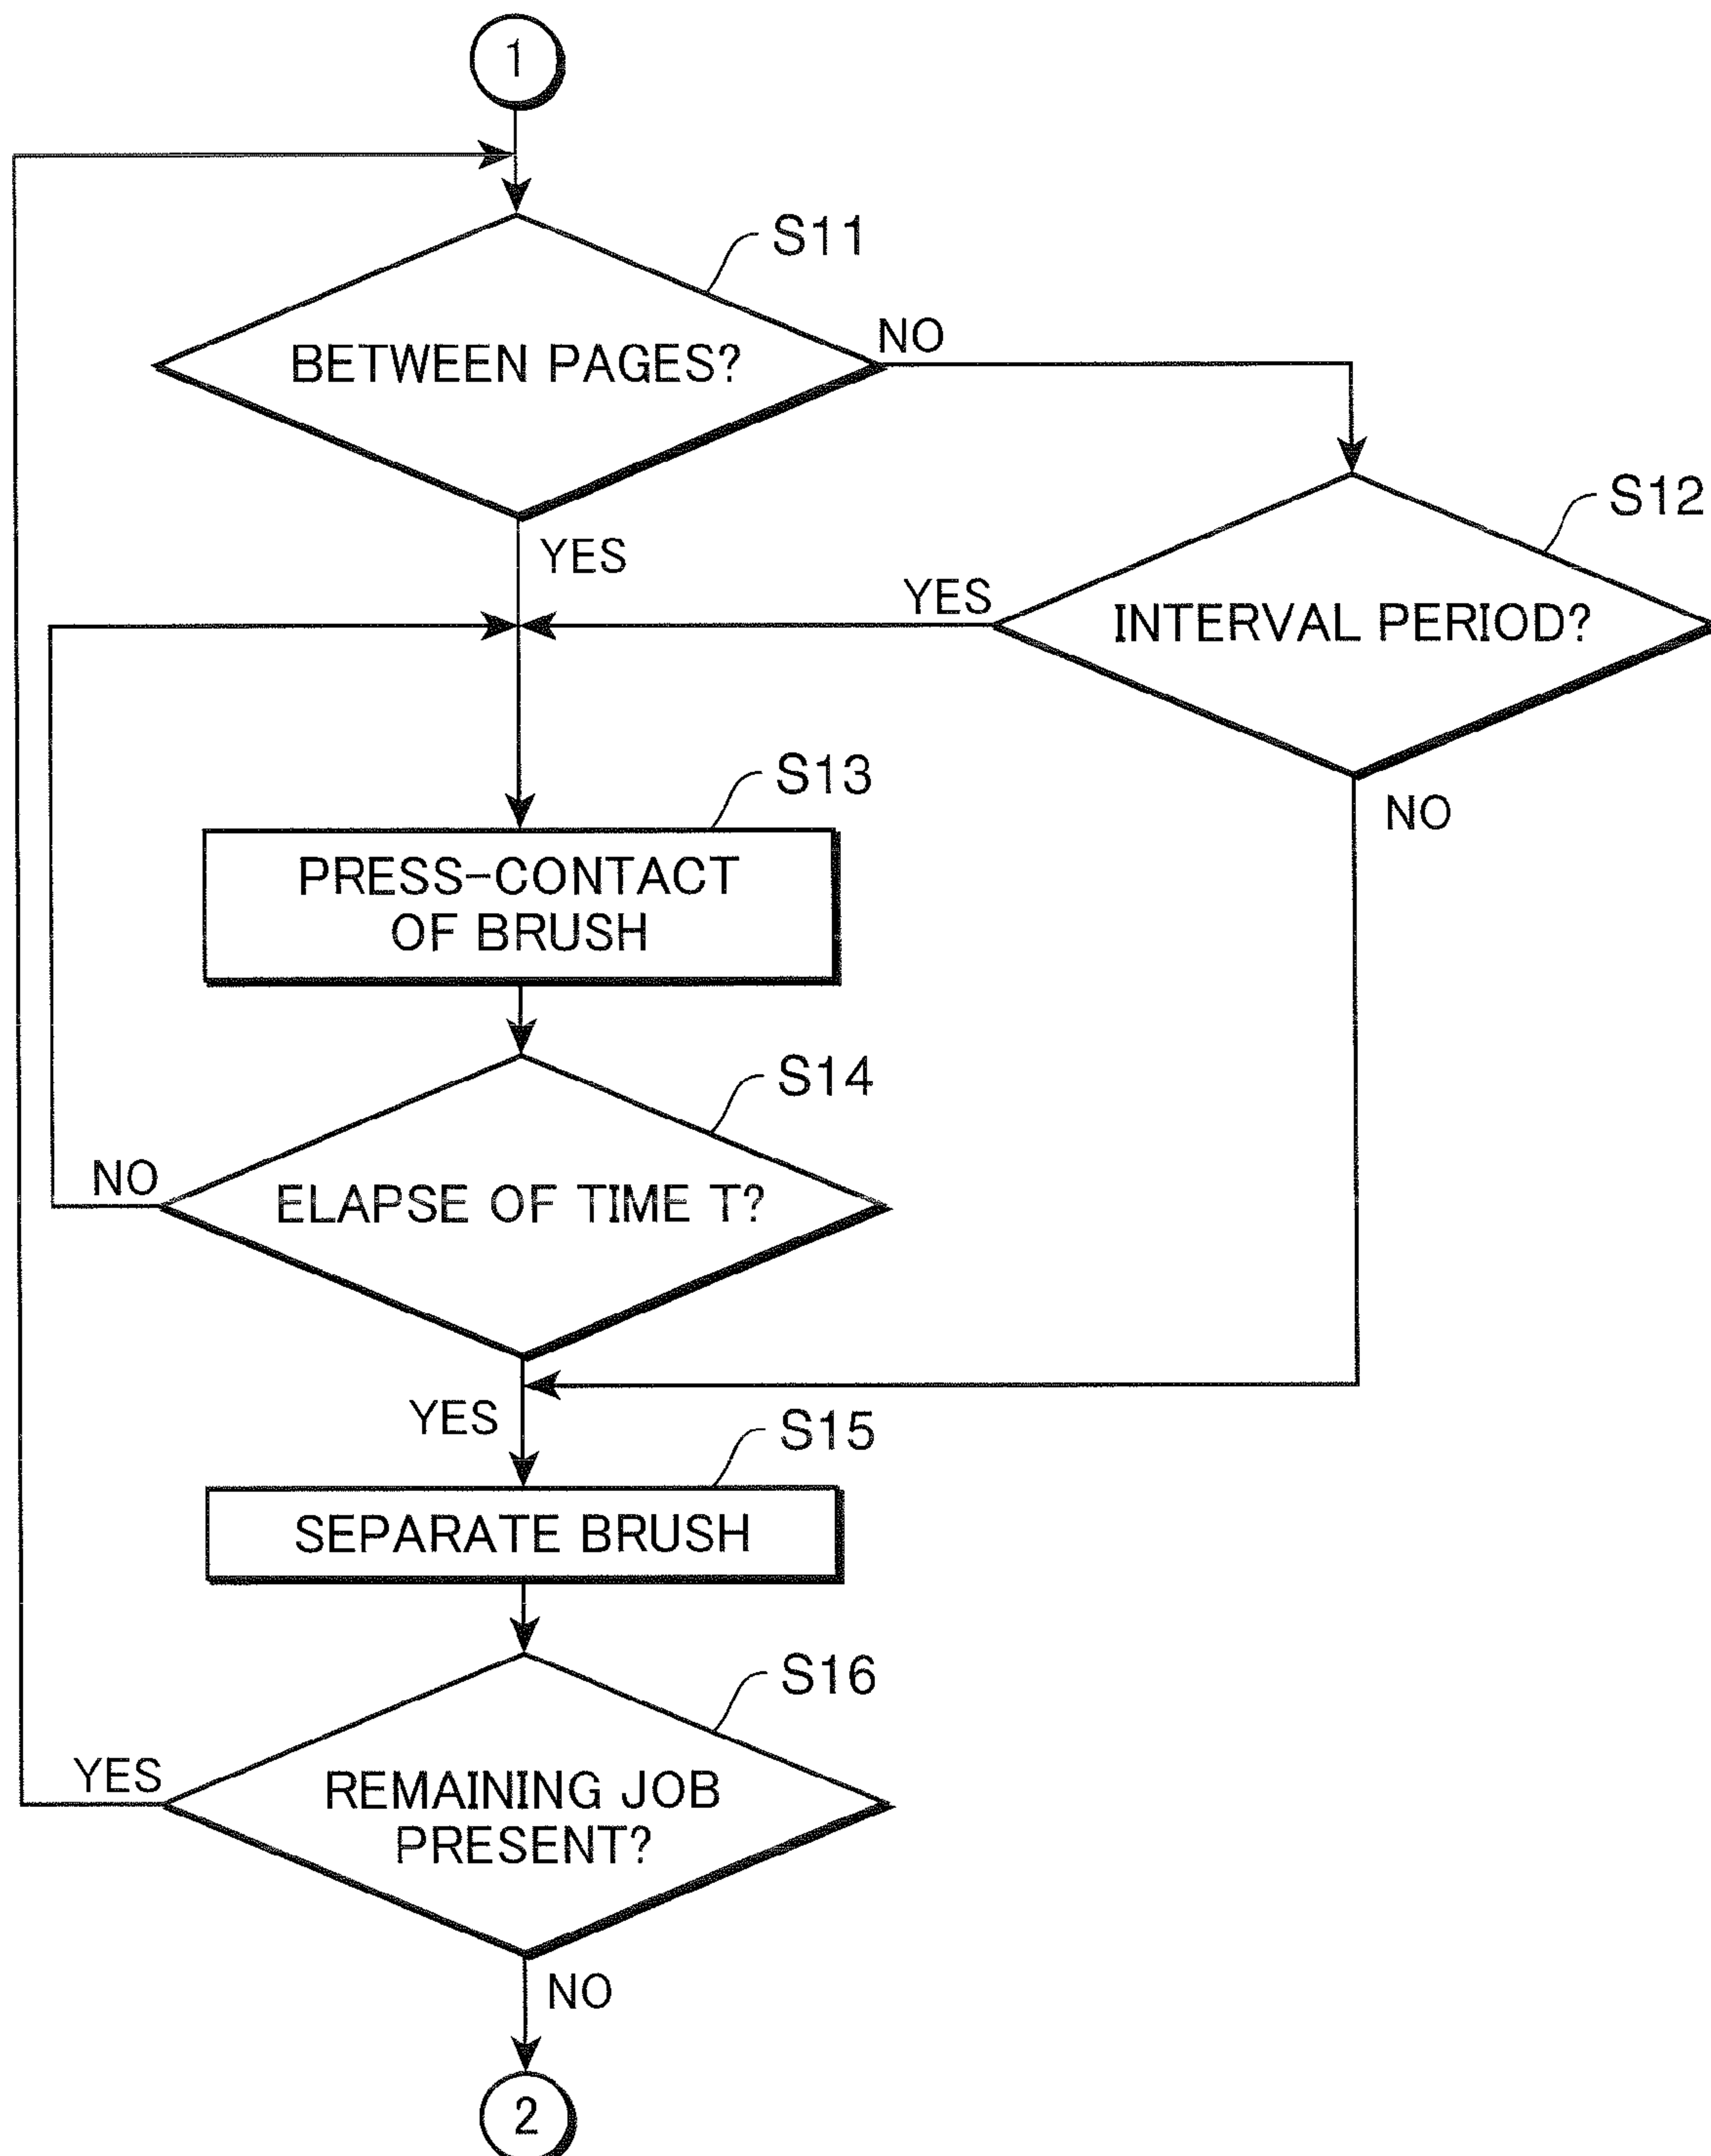 1
S11
BETWEEN PAGES?
NO
YES
S12
INTERVAL PERIOD?
YES
NO
S13
PRESS-CONTACT
OF BRUSH
S14
ELAPSE OF TIME T?
NO
YES
S15
SEPARATE BRUSH
S16
REMAINING JOB
PRESENT?
YES
NO
2